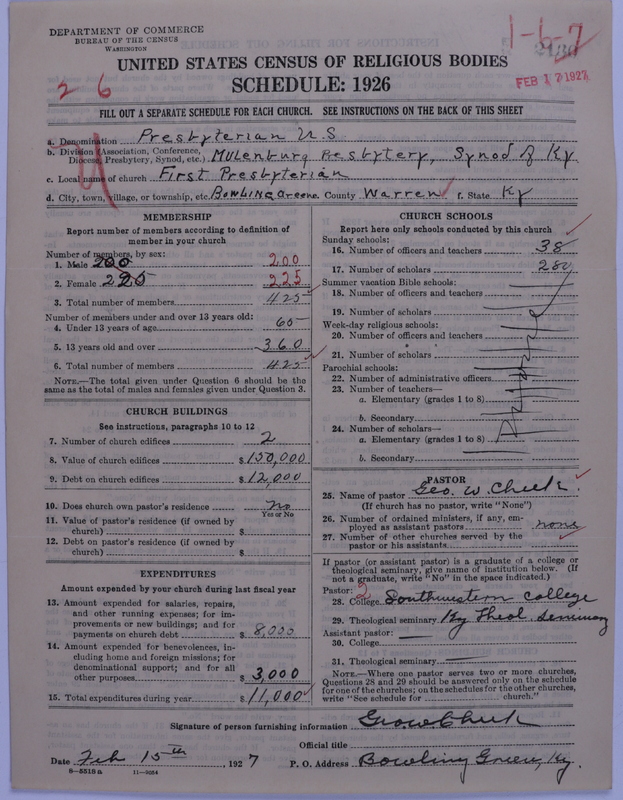 DEPARTMENT OF COMMERCE
BUREAU OF THE CENSUS
WASHINGTON
1-6-7
FEB 17 1927
UNITED STATES CENSUS OF RELIGIOUS BODIES
SCHEDULE: 1926
2 6
FILL OUT A SEPARATE SCHEDULE FOR EACH CHURCH. SEE INSTRUCTIONS ON THE BACK OF THIS SHEET
a. Denomination Presbyterian U.S
b. Division (Association, Conference, Diocese, Presbytery, Synod, etc.) Mulenburg Presbytery, Synod of Ky
c. Local name of church First Presbyterian
d. City, town, village, or township, etc. Bowling Greene. County Warren f. State Ky
MEMBERSHIP
Report number of members according to definition of
member in your church
Number of members, by sex:
1. Male 200 200
2. Female 225 225
3. Total number of members 425
Number of members under and over 13 years old:
4. Under 13 years of age 65
5. 13 years old and over 360
6. Total number of members 425
NOTE.—The total given under Question 6 should be the
same as the total of males and females given under Question 3.
CHURCH BUILDINGS
See instructions, paragraphs 10 to 12
7. Number of church edifices 2
8. Value of church edifices $150,000
9. Debt on church edifices $12,000
10. Does church own pastor's residence no
Yes or No
11. Value of pastor's residence (if owned by
church) $
12. Debt on pastor's residence (if owned by
church) $
EXPENDITURES
Amount expended by your church during last fiscal year
13. Amount expended for salaries, repairs,
and other running expenses; for im-
provements or new buildings; and for
payments on church debt $8,000
14. Amount expended for benevolences, in-
cluding home and foreign missions; for
denominational support; and for all
other purposes $3,000
15. Total expenditures during year $11,000
CHURCH SCHOOLS
Report here only schools conducted by this church
Sunday schools:
16. Number of officers and teachers 38
17. Number of scholars 280
Summer vacation Bible schools:
18. Number of officers and teachers
19. Number of scholars
Week-day religious schools:
20. Number of officers and teachers
21. Number of scholars
Parochial schools:
22. Number of administrative officers
23. Number of teachers—
a. Elementary (grades 1 to 8)
b. Secondary
24. Number of scholars—
a. Elementary (grades 1 to 8)
b. Secondary
PASTOR
25. Name of pastor Geo. W. Cheek.
(If church has no pastor, write "None")
26. Number of ordained ministers, if any, em-
ployed as assistant pastors none
27. Number of other churches served by the
pastor or his assistants
If pastor (or assistant pastor) is a graduate of a college or
theological seminary, give name of institution below. (If
not a graduate, write "No" in the space indicated.)
Pastor: 2
28. College Southwestern College
29. Theological seminary Ky Theol. Seminary
Assistant pastor:
30. College
31. Theological seminary
NOTE.—Where one pastor serves two or more churches,
Questions 28 and 29 should be answered only on the schedule
for one of the churches; on the schedules for the other churches,
write "See schedule for church."
Signature of person furnishing information Geo W Cheek
Official title
Date Feb 15th, 1927 P. O. Address Bowling Green, Ky.
8—5518 a 11—9084